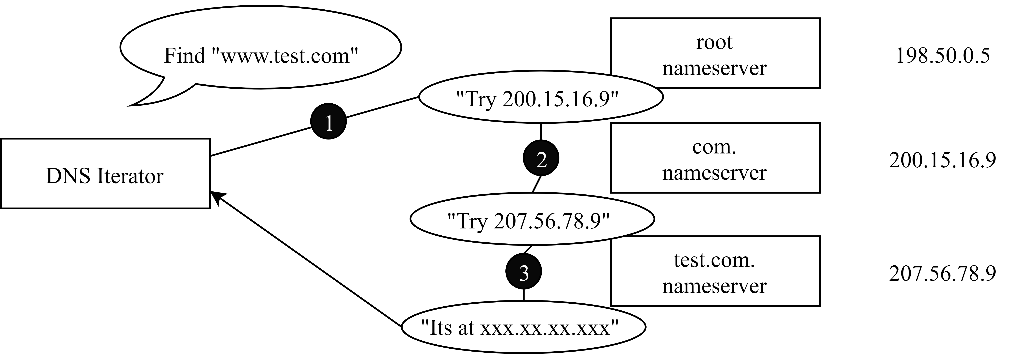 Find "www.test.com"
root
nameserver
198.50.0.5
"Try 200.15.16.9"
1
com.
nameserver
200.15.16.9
2
DNS Iterator
"Try 207.56.78.9"
test.com.
nameserver
207.56.78.9
3
"Its at xxx.xx.xx.xxx"